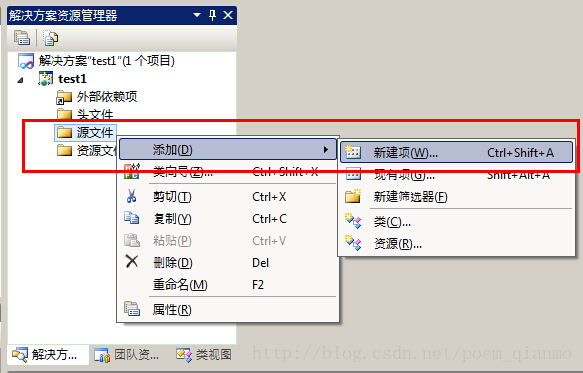 解决方案资源管理器
解决方案"test1"(1 个项目)
test1
外部依赖项
头文件
源文件
资源文
添加(D)
类向导(Z)... Ctrl+Shift+X
剪切(T) Ctrl+X
复制(Y) Ctrl+C
粘贴(P) Ctrl+V
删除(D) Del
重命名(M) F2
属性(R)
新建项(W)... Ctrl+Shift+A
现有项(G)... Shift+Alt+A
新建筛选器(F)
类(C)...
资源(R)...
解决方... 团队资... 类视图
http://blog.csdn.net/poem_qianmo